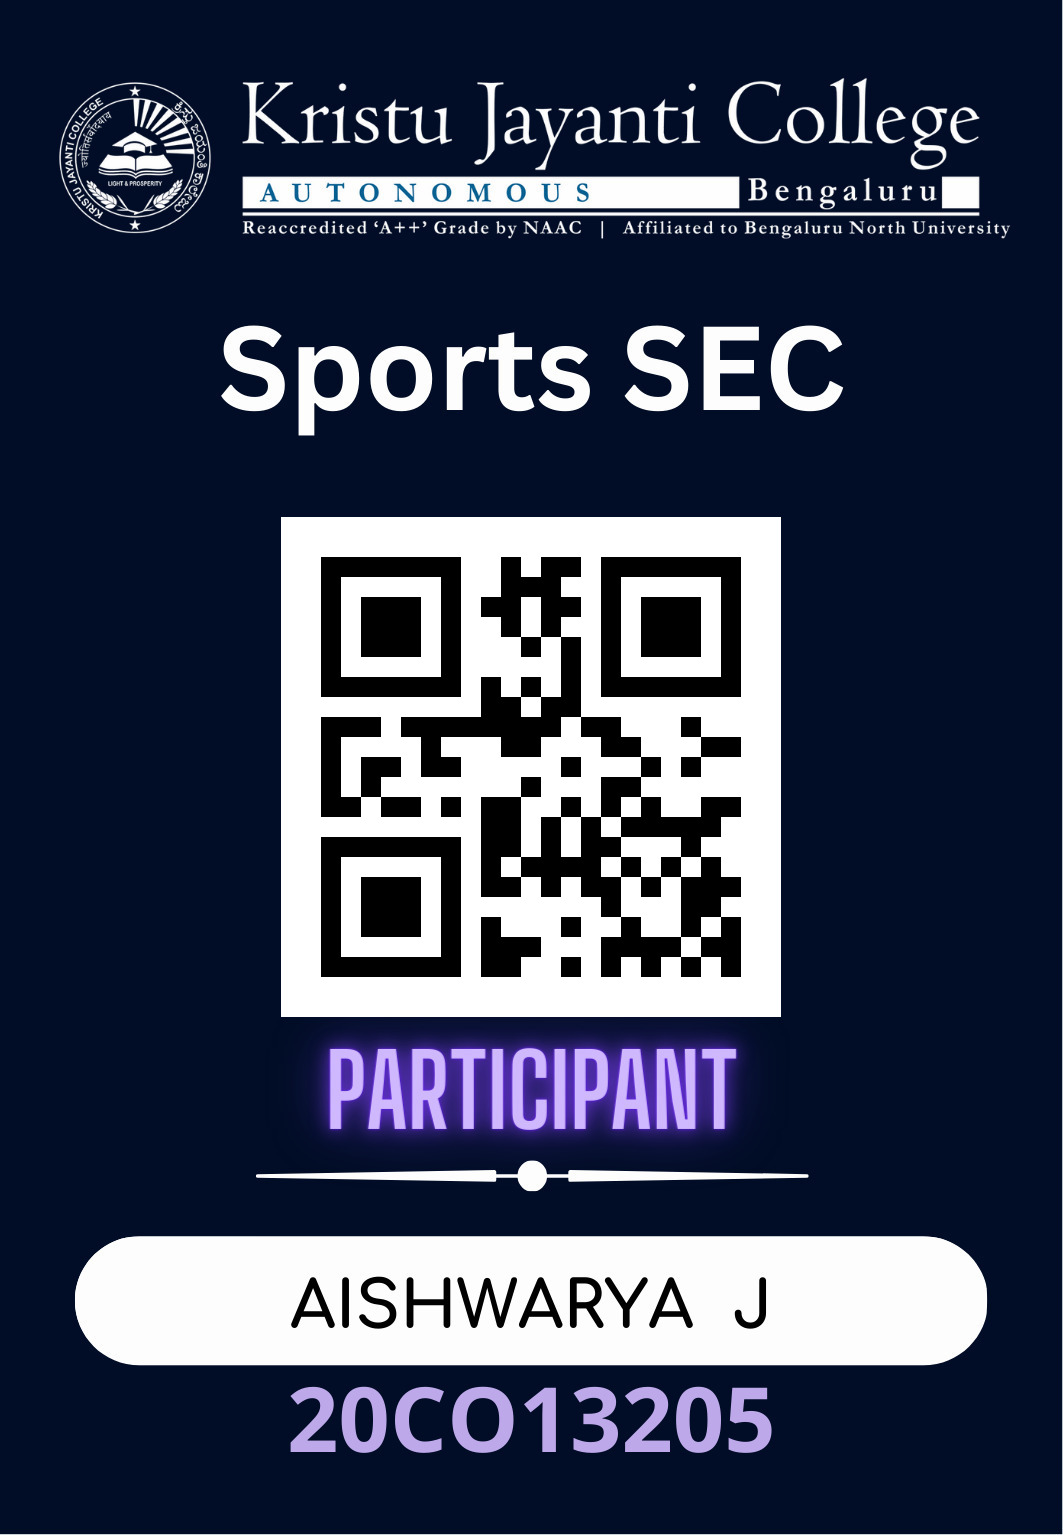 Kristu Jayanti College
AUTONOMOUS Bengaluru
Reaccredited ‘A++’ Grade by NAAC | Affiliated to Bengaluru North University
KRISTU JAYANTI COLLEGE
LIGHT & PROSPERITY
Sports SEC
PARTICIPANT
AISHWARYA J
20CO13205